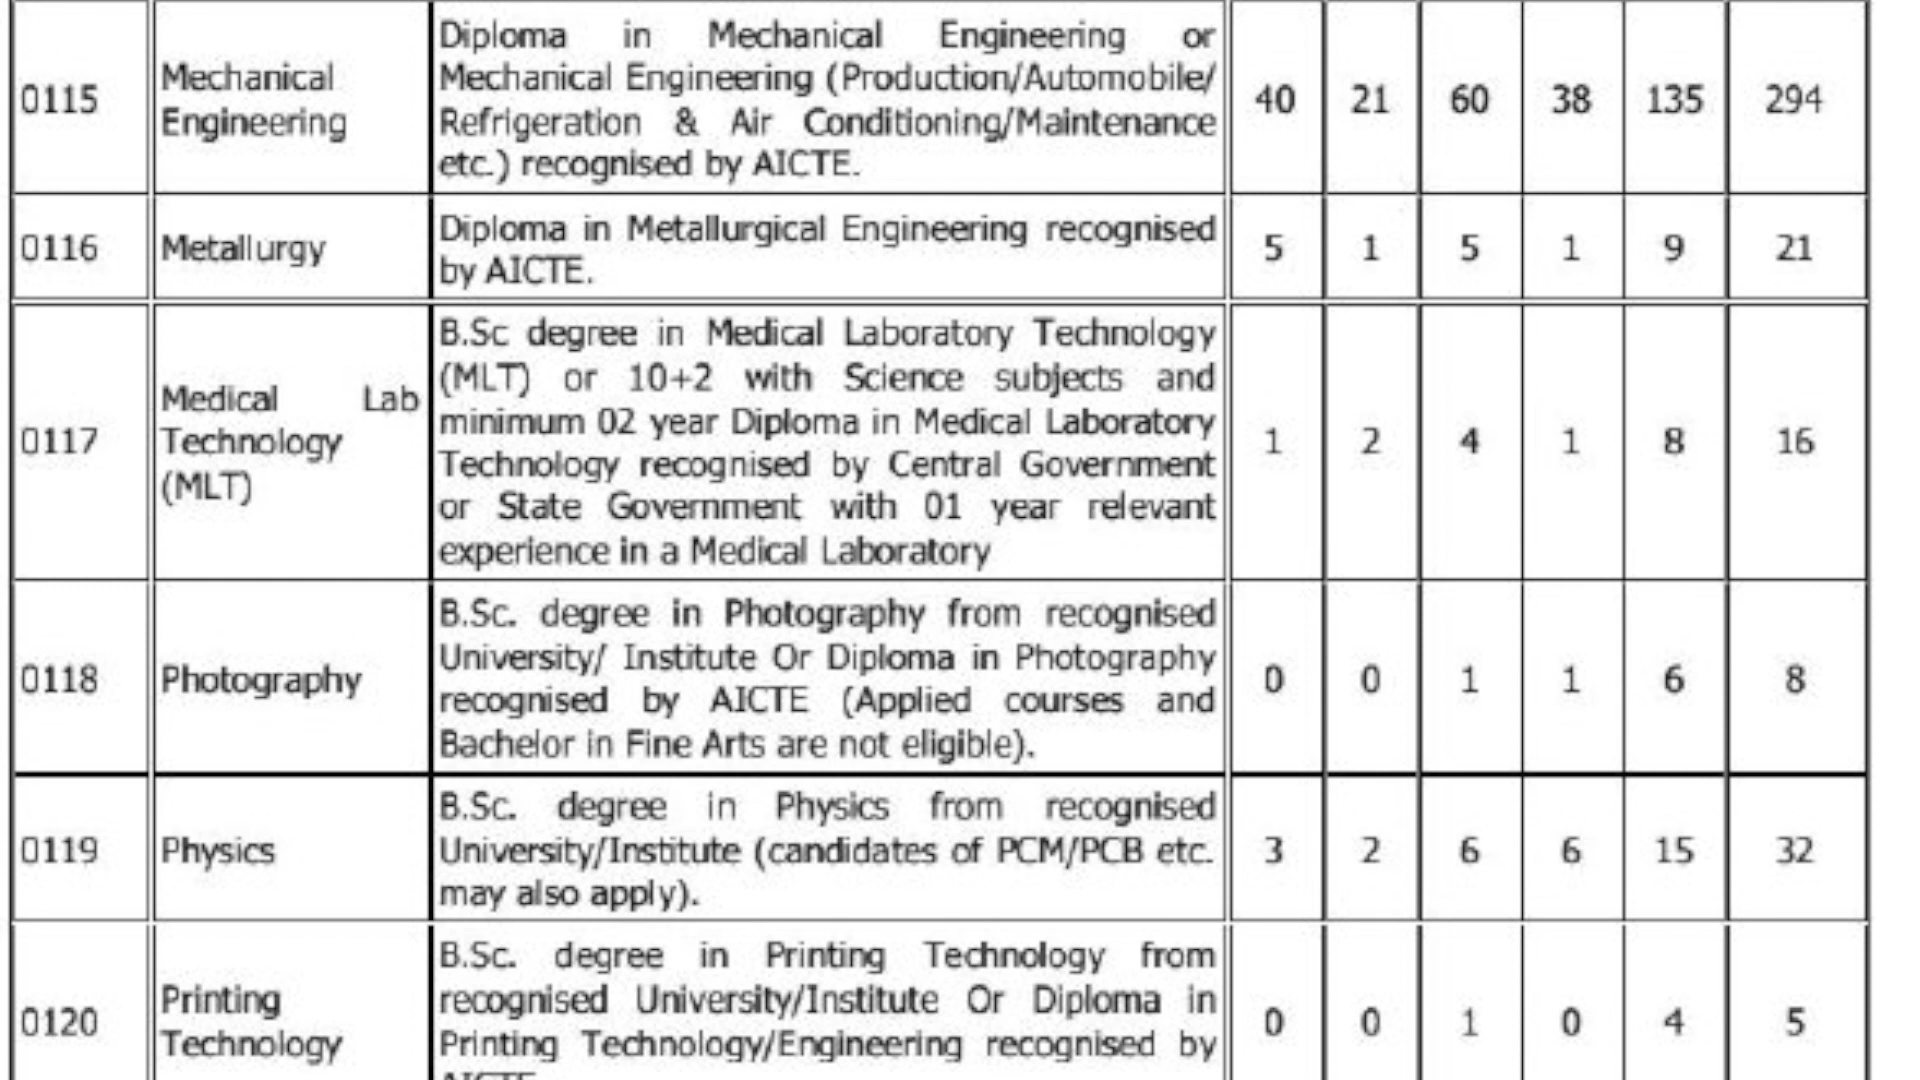 0115
Mechanical
Engineering
Diploma in Mechanical Engineering or
Mechanical Engineering (Production/Automobile/
Refrigeration & Air Conditioning/Maintenance
etc.) recognised by AICTE.
40 21 60 38 135 294
0116
Metallurgy
Diploma in Metallurgical Engineering recognised
by AICTE.
5 1 5 1 9 21
0117
Medical Lab
Technology
(MLT)
B.Sc degree in Medical Laboratory Technology
(MLT) or 10+2 with Science subjects and
minimum 02 year Diploma in Medical Laboratory
Technology recognised by Central Government
or State Government with 01 year relevant
experience in a Medical Laboratory
1 2 4 1 8 16
0118
Photography
B.Sc. degree in Photography from recognised
University/ Institute Or Diploma in Photography
recognised by AICTE (Applied courses and
Bachelor in Fine Arts are not eligible).
0 0 1 1 6 8
0119
Physics
B.Sc. degree in Physics from recognised
University/Institute (candidates of PCM/PCB etc.
may also apply).
3 2 6 6 15 32
0120
Printing
Technology
B.Sc. degree in Printing Technology from
recognised University/Institute Or Diploma in
Printing Technology/Engineering recognised by
0 0 1 0 4 5